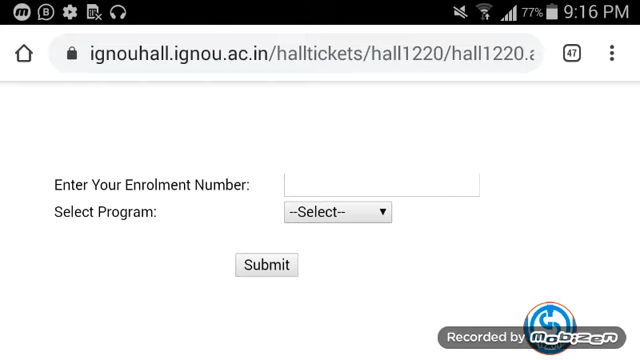 77% 9:16 PM
ignouhall.ignou.ac.in/halltickets/hall1220/hall1220.a
47
Enter Your Enrolment Number:
Select Program: --Select--
Submit
Recorded by Mobizen